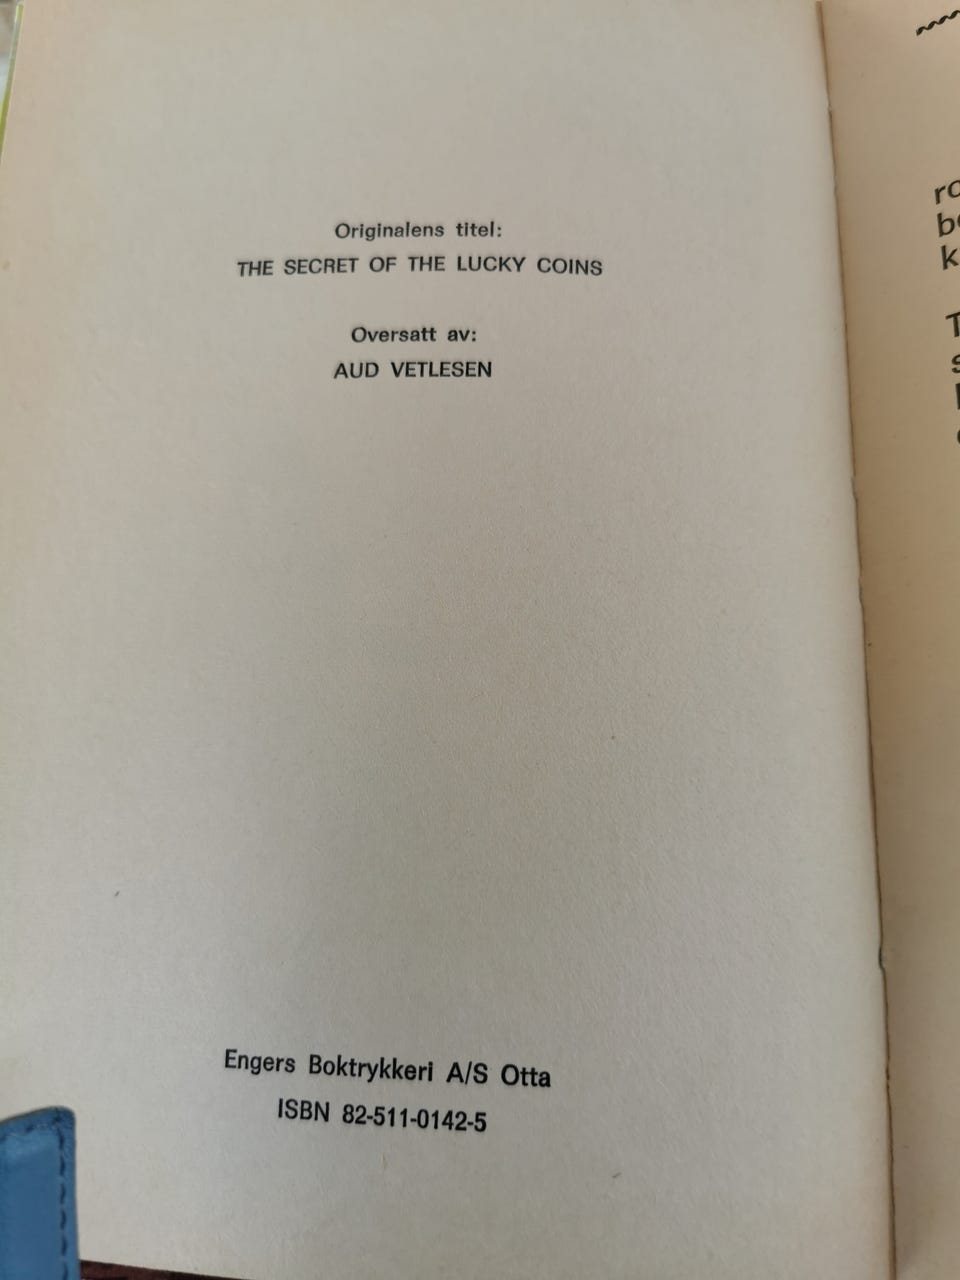 Originalens titel:
THE SECRET OF THE LUCKY COINS
Oversatt av:
AUD VETLESEN
Engers Boktrykkeri A/S Otta
ISBN 82-511-0142-5